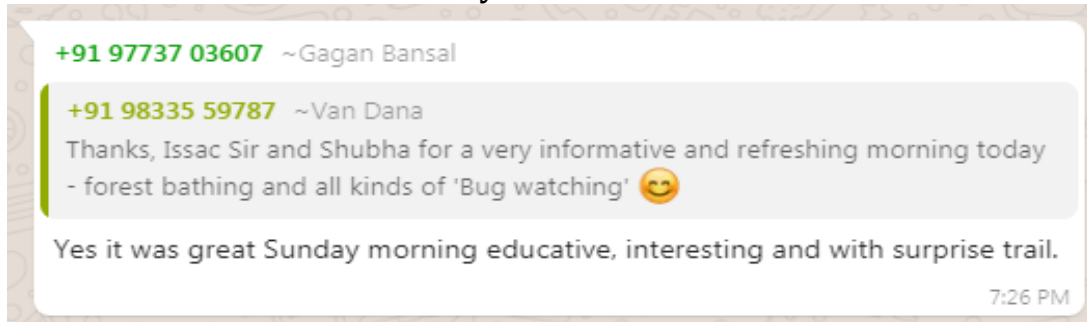 +91 97737 03607 ~Gagan Bansal
+91 98335 59787 ~Van Dana
Thanks, Issac Sir and Shubha for a very informative and refreshing morning today
- forest bathing and all kinds of 'Bug watching' 😊
Yes it was great Sunday morning educative, interesting and with surprise trail.
7:26 PM